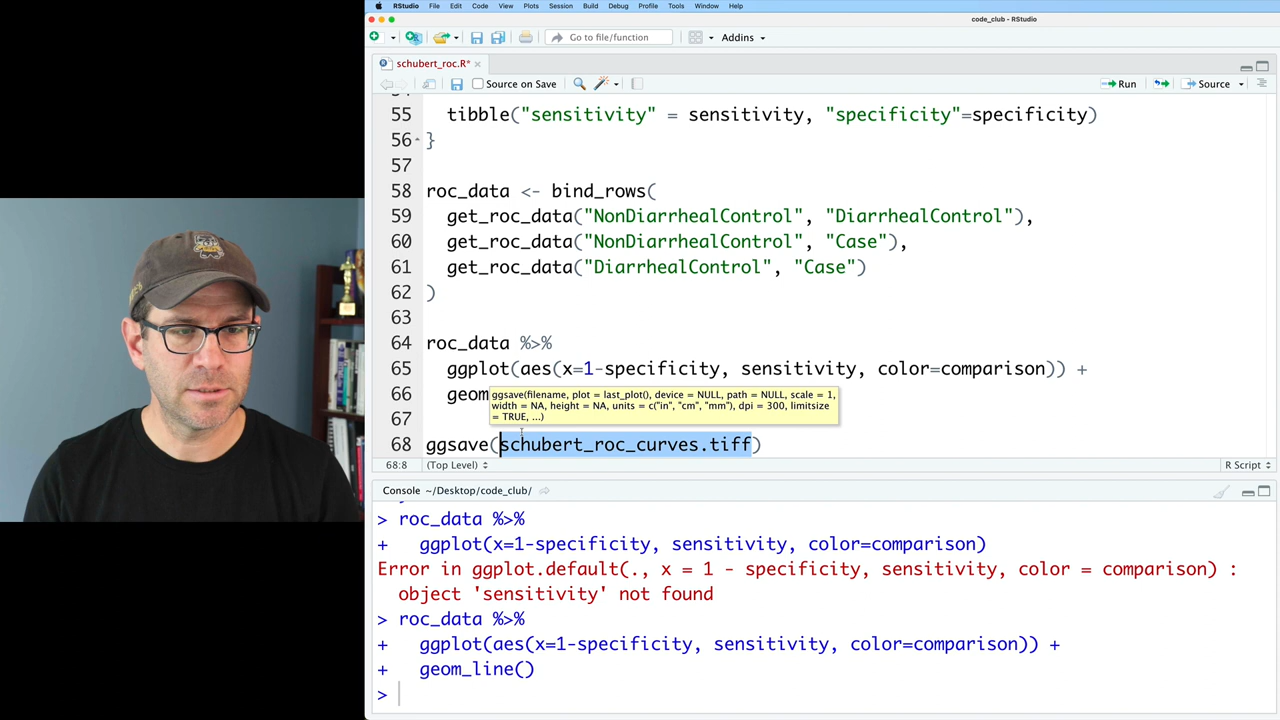 RStudio File Edit Code View Plots Session Build Debug Profile Tools Window Help
code_club - RStudio
Go to file/function Addins
schubert_roc.R*
Source on Save Run Source
55 tibble("sensitivity" = sensitivity, "specificity"=specificity)
56 }
57
58 roc_data <- bind_rows(
59 get_roc_data("NonDiarrhealControl", "DiarrhealControl"),
60 get_roc_data("NonDiarrhealControl", "Case"),
61 get_roc_data("DiarrhealControl", "Case")
62 )
63
64 roc_data %>%
65 ggplot(aes(x=1-specificity, sensitivity, color=comparison)) +
66 geom
ggsave(filename, plot = last_plot(), device = NULL, path = NULL, scale = 1,
width = NA, height = NA, units = c("in", "cm", "mm"), dpi = 300, limitsize
= TRUE, ...)
67
68 ggsave(schubert_roc_curves.tiff)
68:8 (Top Level) R Script
Console ~/Desktop/code_club/
> roc_data %>%
+ ggplot(x=1-specificity, sensitivity, color=comparison)
Error in ggplot.default(., x = 1 - specificity, sensitivity, color = comparison) :
object 'sensitivity' not found
> roc_data %>%
+ ggplot(aes(x=1-specificity, sensitivity, color=comparison)) +
+ geom_line()
>